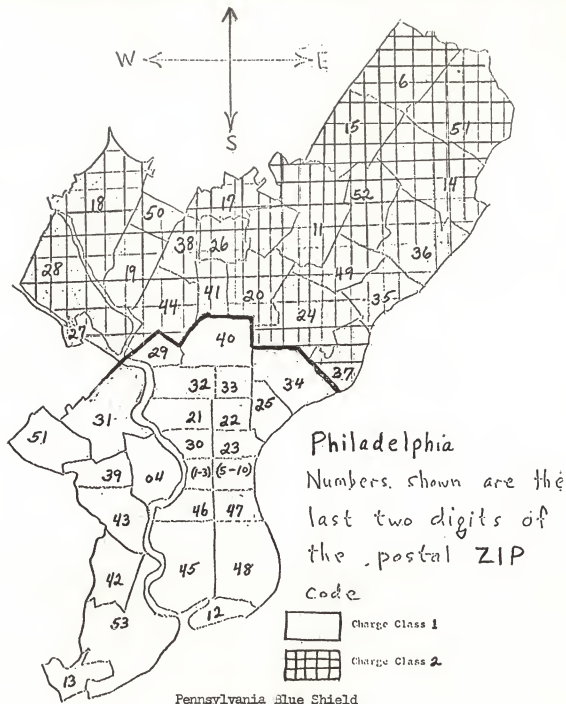 W E
S
6
15 54
18 17 52 14
50
38 26 11
28 19 36
49
44 41 20 24 35
27
40
29 37
32 33 34
25
31 21 22
51
30 23
39 04 (1-3) (5-10)
43 46 47
42 45 48
53 12
13
Philadelphia
Numbers shown are the
last two digits of
the postal ZIP
code
Charge Class 1
Charge Class 2
Pennsylvania Blue Shield